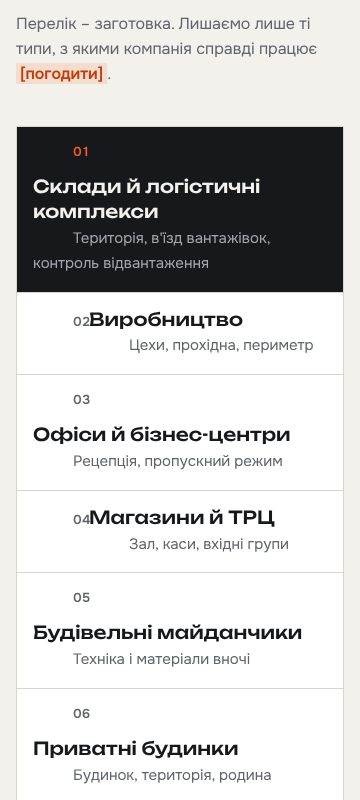 Перелік – заготовка. Лишаємо лише ті
типи, з якими компанія справді працює
[погодити].
01
Склади й логістичні
комплекси
Територія, в'їзд вантажівок,
контроль відвантаження
02 Виробництво
Цехи, прохідна, периметр
03
Офіси й бізнес-центри
Рецепція, пропускний режим
04 Магазини й ТРЦ
Зал, каси, вхідні групи
05
Будівельні майданчики
Техніка і матеріали вночі
06
Приватні будинки
Будинок, територія, родина